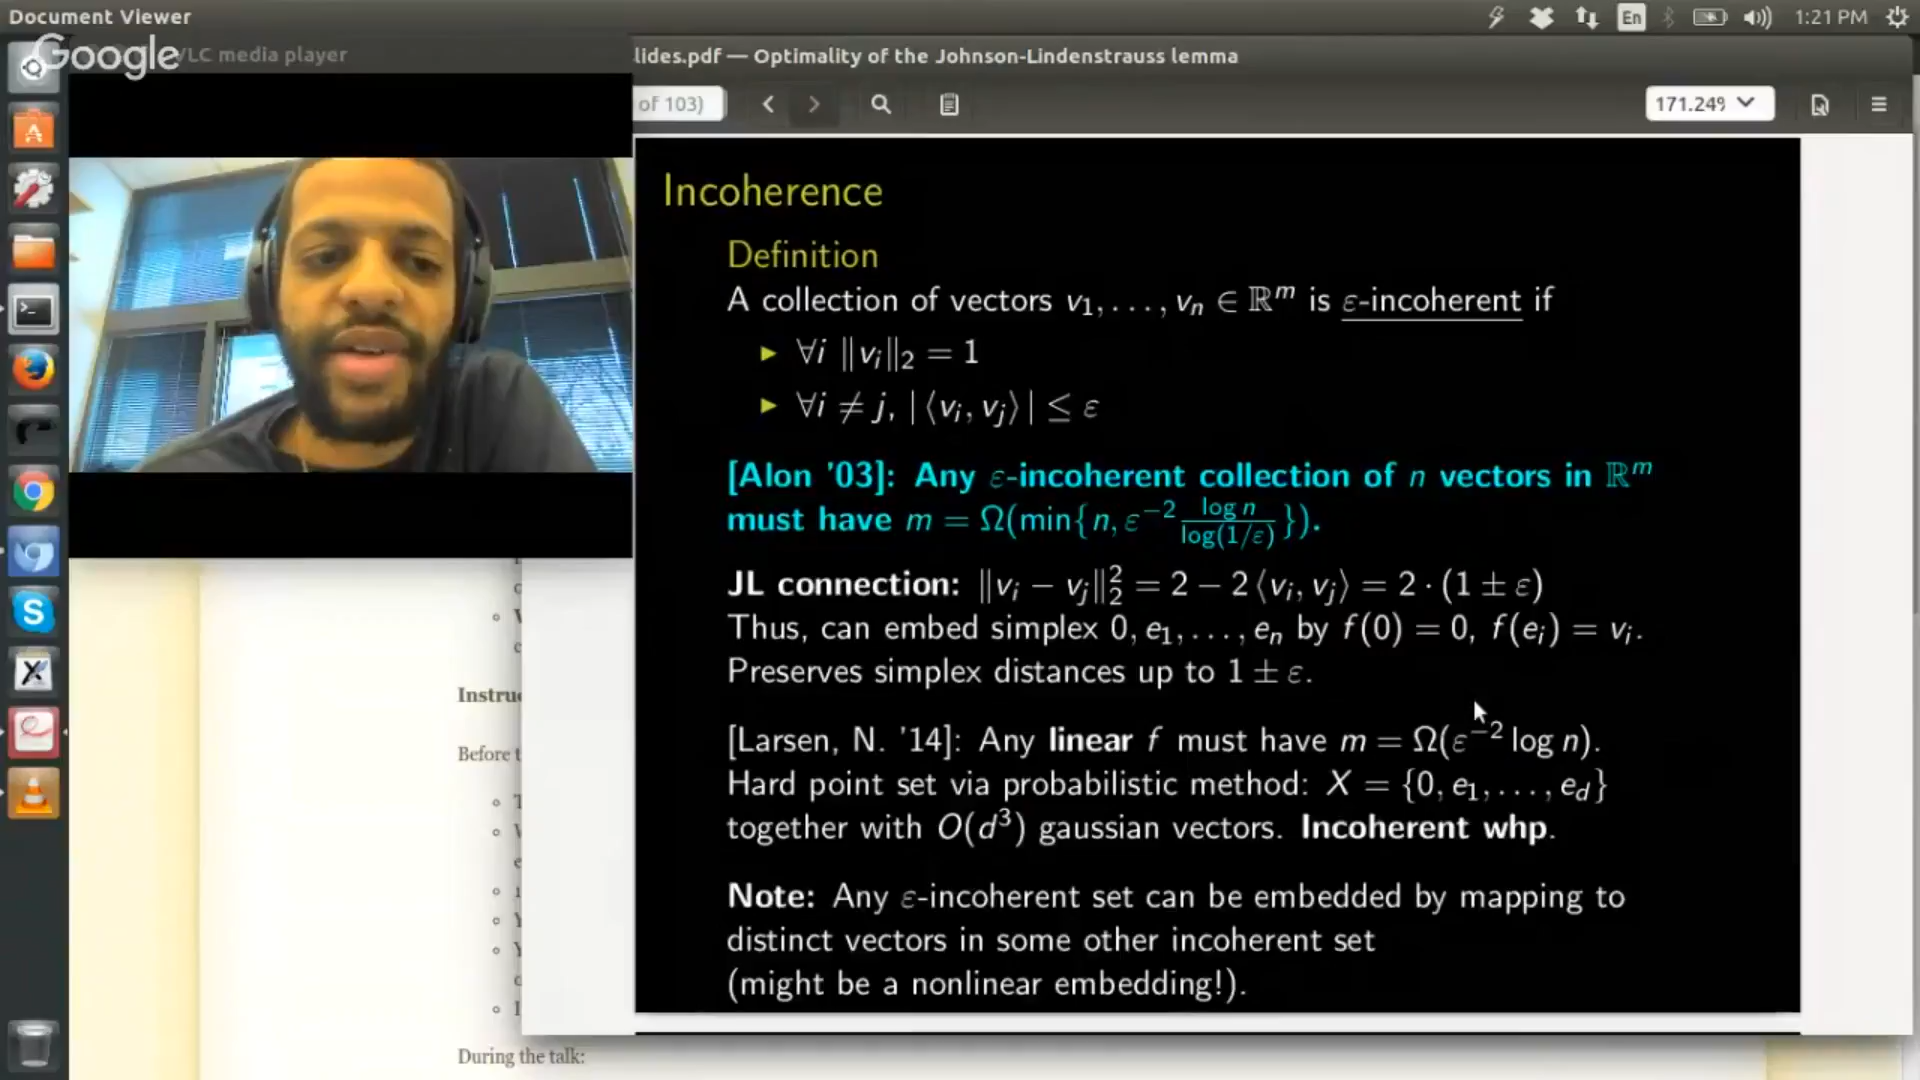 Document Viewer
En
1:21 PM
Google
VLC media player
lides.pdf — Optimality of the Johnson-Lindenstrauss lemma
of 103)
171.24%
Incoherence
Definition
A collection of vectors v₁, . . . , vₙ ∈ ℝᵐ is ε-incoherent if
► ∀i ‖vᵢ‖₂ = 1
► ∀i ≠ j, |⟨vᵢ, vⱼ⟩| ≤ ε
[Alon '03]: Any ε-incoherent collection of n vectors in ℝᵐ
must have m = Ω(min{n, ε⁻² log n / log(1/ε)}).
JL connection: ‖vᵢ − vⱼ‖₂² = 2 − 2⟨vᵢ, vⱼ⟩ = 2 · (1 ± ε)
Thus, can embed simplex 0, e₁, . . . , eₙ by f(0) = 0, f(eᵢ) = vᵢ.
Preserves simplex distances up to 1 ± ε.
[Larsen, N. '14]: Any linear f must have m = Ω(ε⁻² log n).
Hard point set via probabilistic method: X = {0, e₁, . . . , e_d}
together with O(d³) gaussian vectors. Incoherent whp.
Note: Any ε-incoherent set can be embedded by mapping to
distinct vectors in some other incoherent set
(might be a nonlinear embedding!).
Instruc
Before t
During the talk: